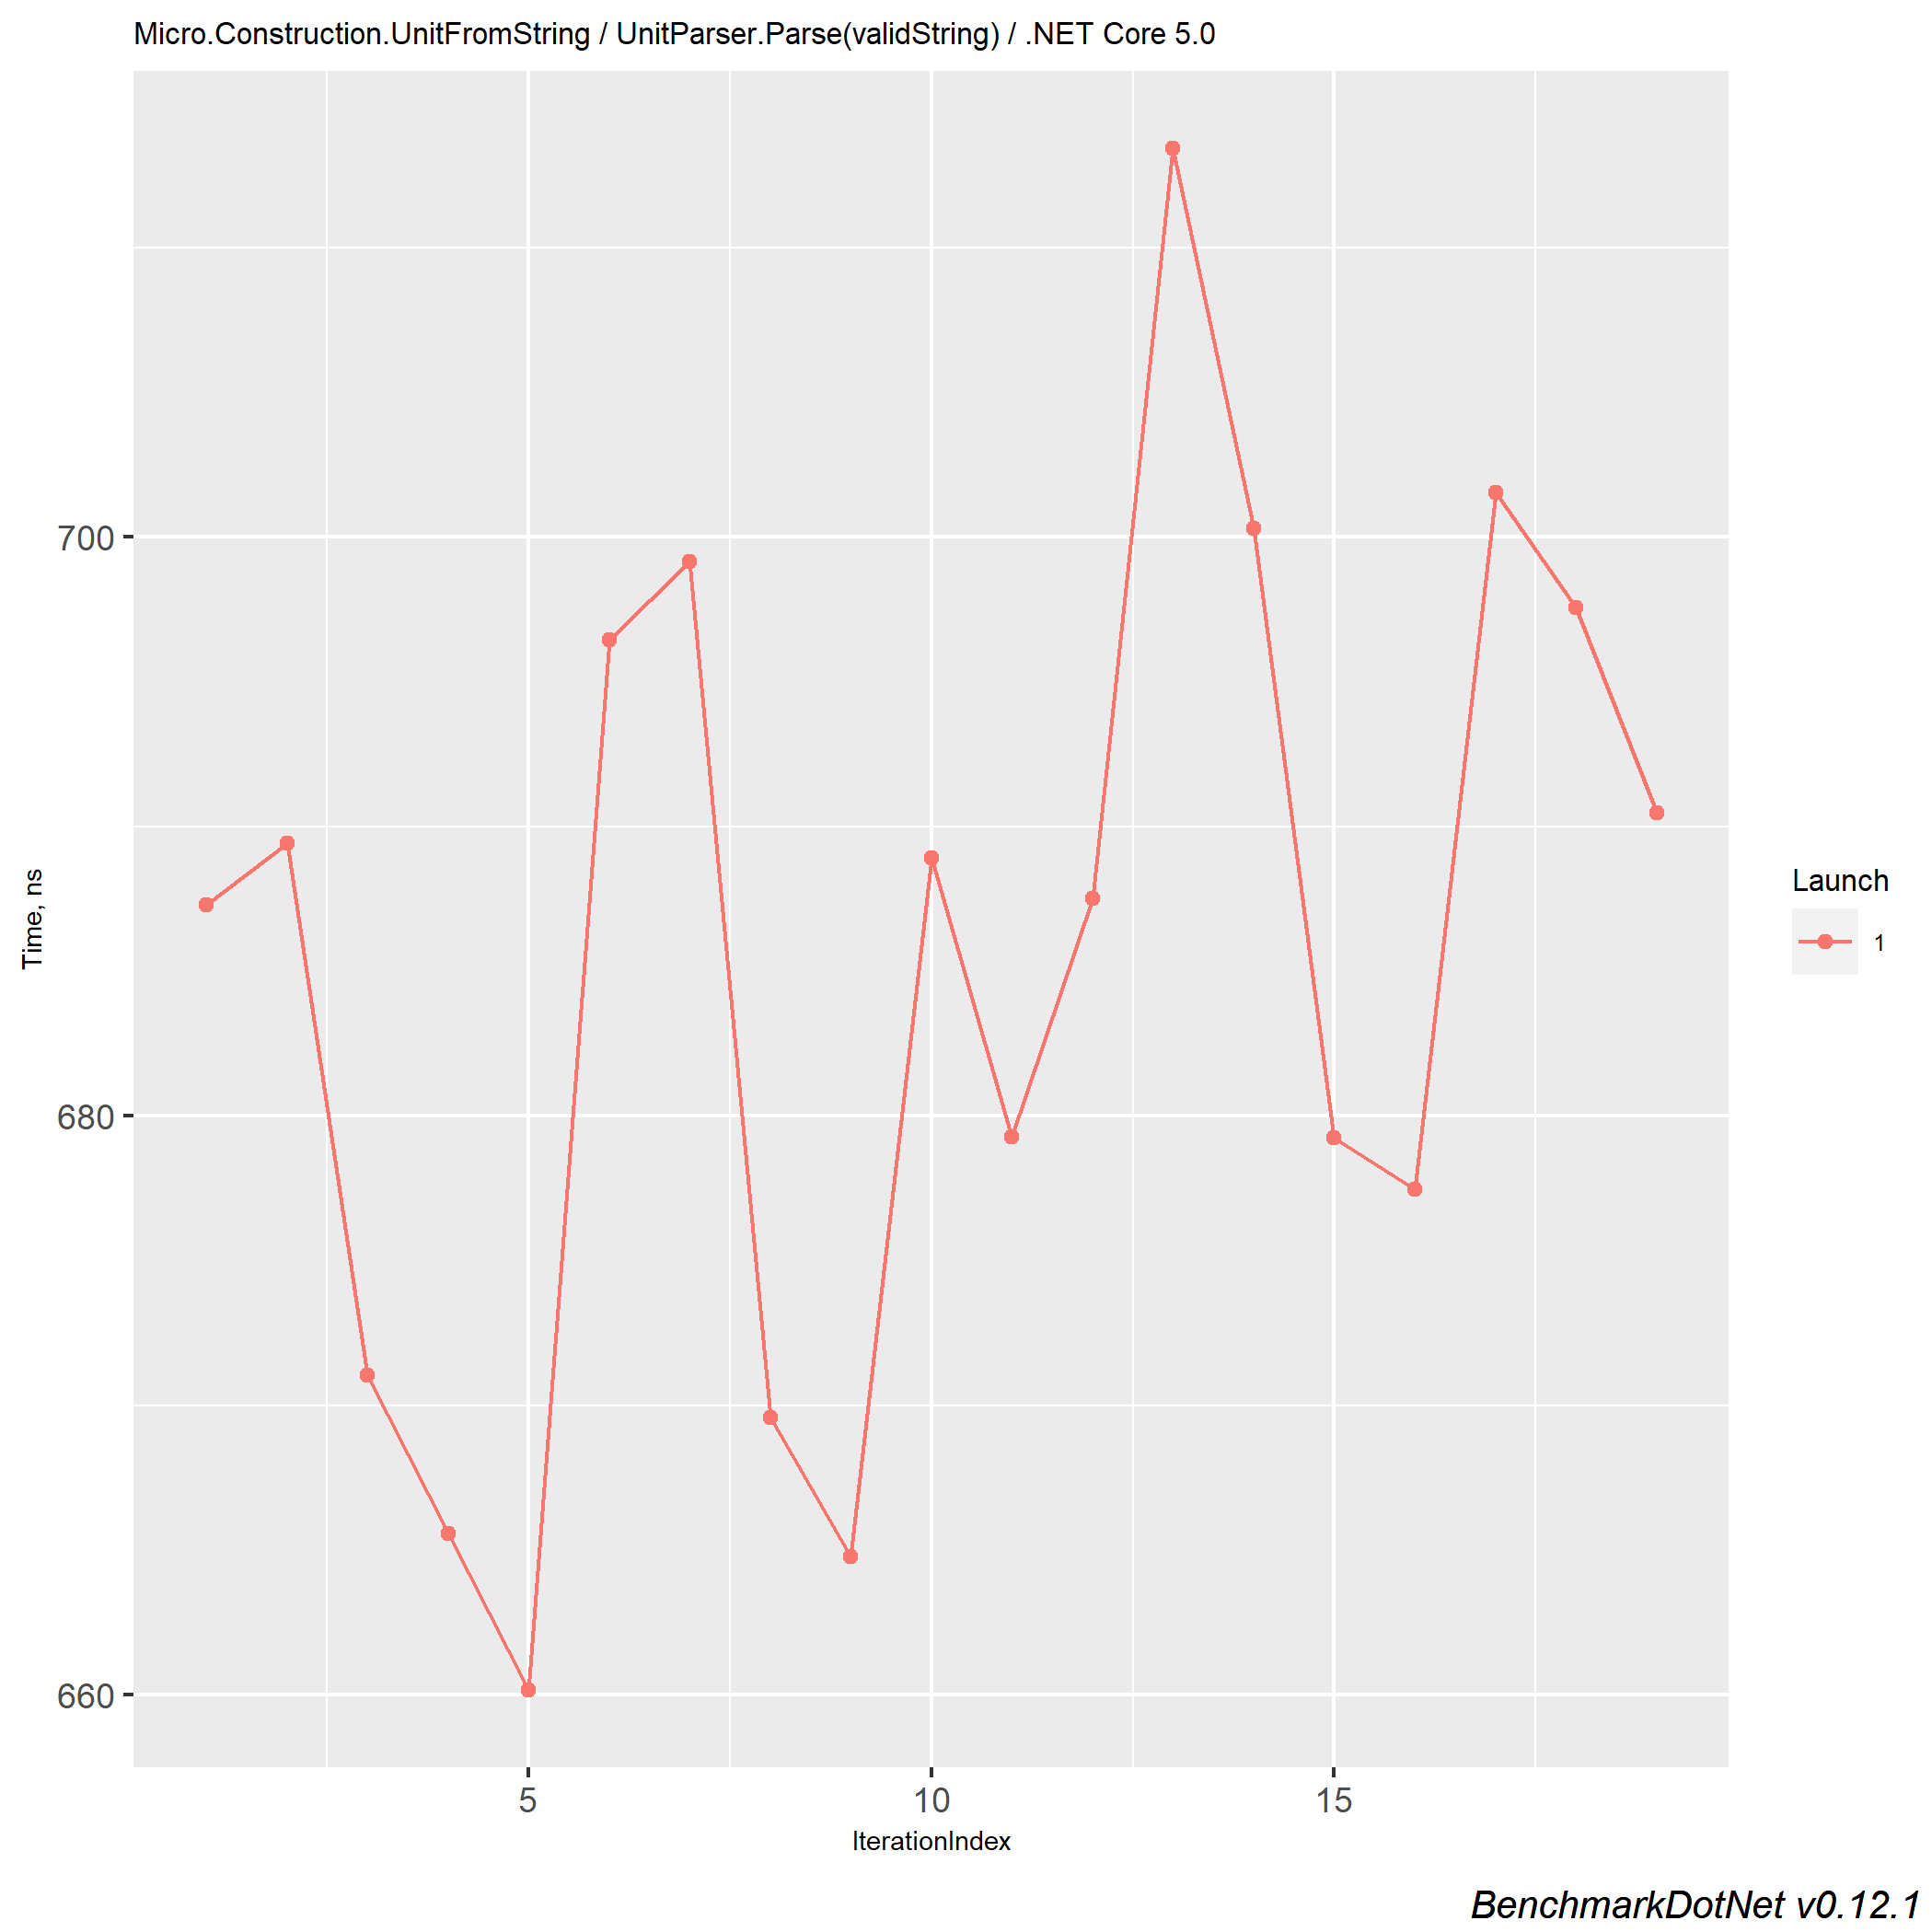 Micro.Construction.UnitFromString / UnitParser.Parse(validString) / .NET Core 5.0
Time, ns
700
680
660
5
10
15
IterationIndex
Launch
1
BenchmarkDotNet v0.12.1